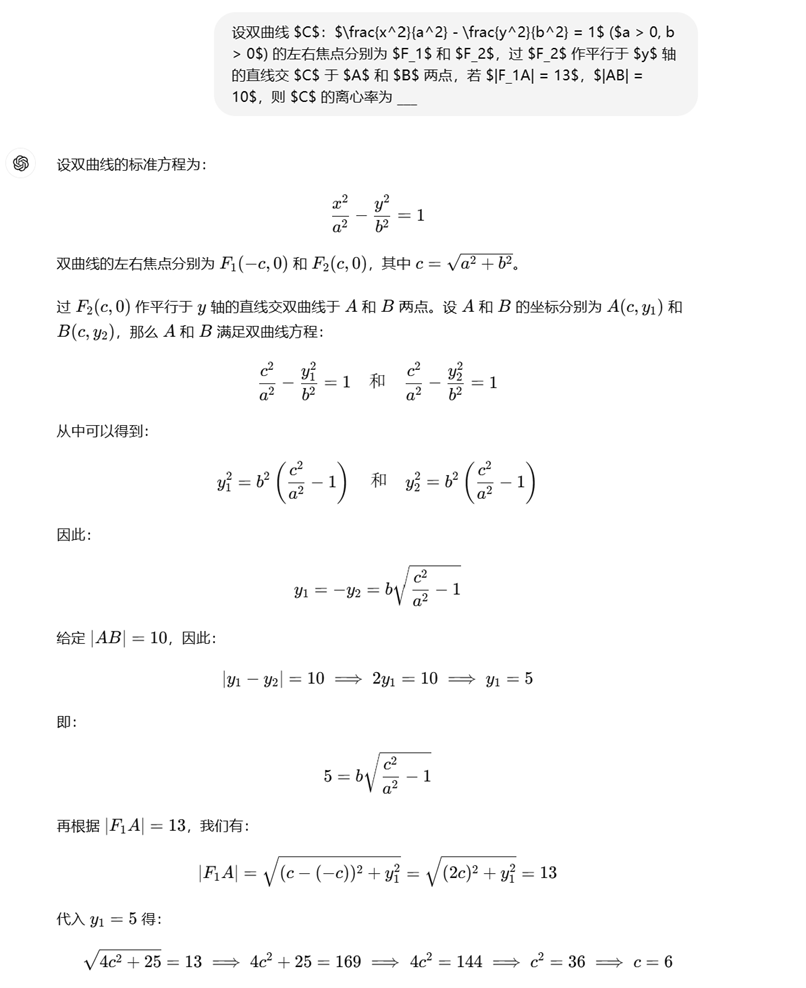 设双曲线 $C$：$\frac{x^2}{a^2} - \frac{y^2}{b^2} = 1$ ($a > 0, b
> 0$) 的左右焦点分别为 $F_1$ 和 $F_2$，过 $F_2$ 作平行于 $y$ 轴
的直线交 $C$ 于 $A$ 和 $B$ 两点，若 $|F_1A| = 13$，$|AB| =
10$，则 $C$ 的离心率为 ___
设双曲线的标准方程为：
\frac{x^2}{a^2} - \frac{y^2}{b^2} = 1
双曲线的左右焦点分别为 F_1(-c, 0) 和 F_2(c, 0)，其中 c = \sqrt{a^2 + b^2}。
过 F_2(c, 0) 作平行于 y 轴的直线交双曲线于 A 和 B 两点。设 A 和 B 的坐标分别为 A(c, y_1) 和
B(c, y_2)，那么 A 和 B 满足双曲线方程：
\frac{c^2}{a^2} - \frac{y_1^2}{b^2} = 1 和 \frac{c^2}{a^2} - \frac{y_2^2}{b^2} = 1
从中可以得到：
y_1^2 = b^2 \left( \frac{c^2}{a^2} - 1 \right) 和 y_2^2 = b^2 \left( \frac{c^2}{a^2} - 1 \right)
因此：
y_1 = -y_2 = b \sqrt{\frac{c^2}{a^2} - 1}
给定 |AB| = 10，因此：
|y_1 - y_2| = 10 ⟹ 2y_1 = 10 ⟹ y_1 = 5
即：
5 = b \sqrt{\frac{c^2}{a^2} - 1}
再根据 |F_1A| = 13，我们有：
|F_1A| = \sqrt{(c - (-c))^2 + y_1^2} = \sqrt{(2c)^2 + y_1^2} = 13
代入 y_1 = 5 得：
\sqrt{4c^2 + 25} = 13 ⟹ 4c^2 + 25 = 169 ⟹ 4c^2 = 144 ⟹ c^2 = 36 ⟹ c = 6